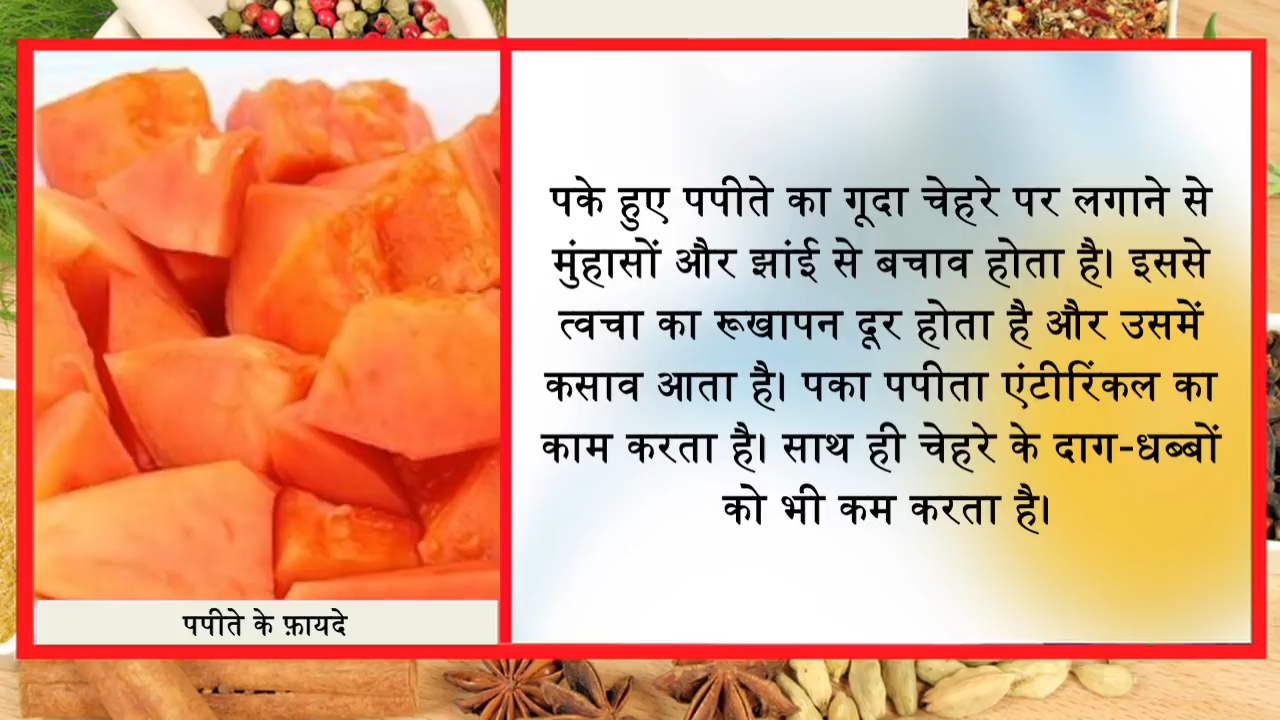 पके हुए पपीते का गूदा चेहरे पर लगाने से
मुंहासों और झांई से बचाव होता है। इससे
त्वचा का रूखापन दूर होता है और उसमें
कसाव आता है। पका पपीता एंटीरिंकल का
काम करता है। साथ ही चेहरे के दाग-धब्बों
को भी कम करता है।
पपीते के फ़ायदे